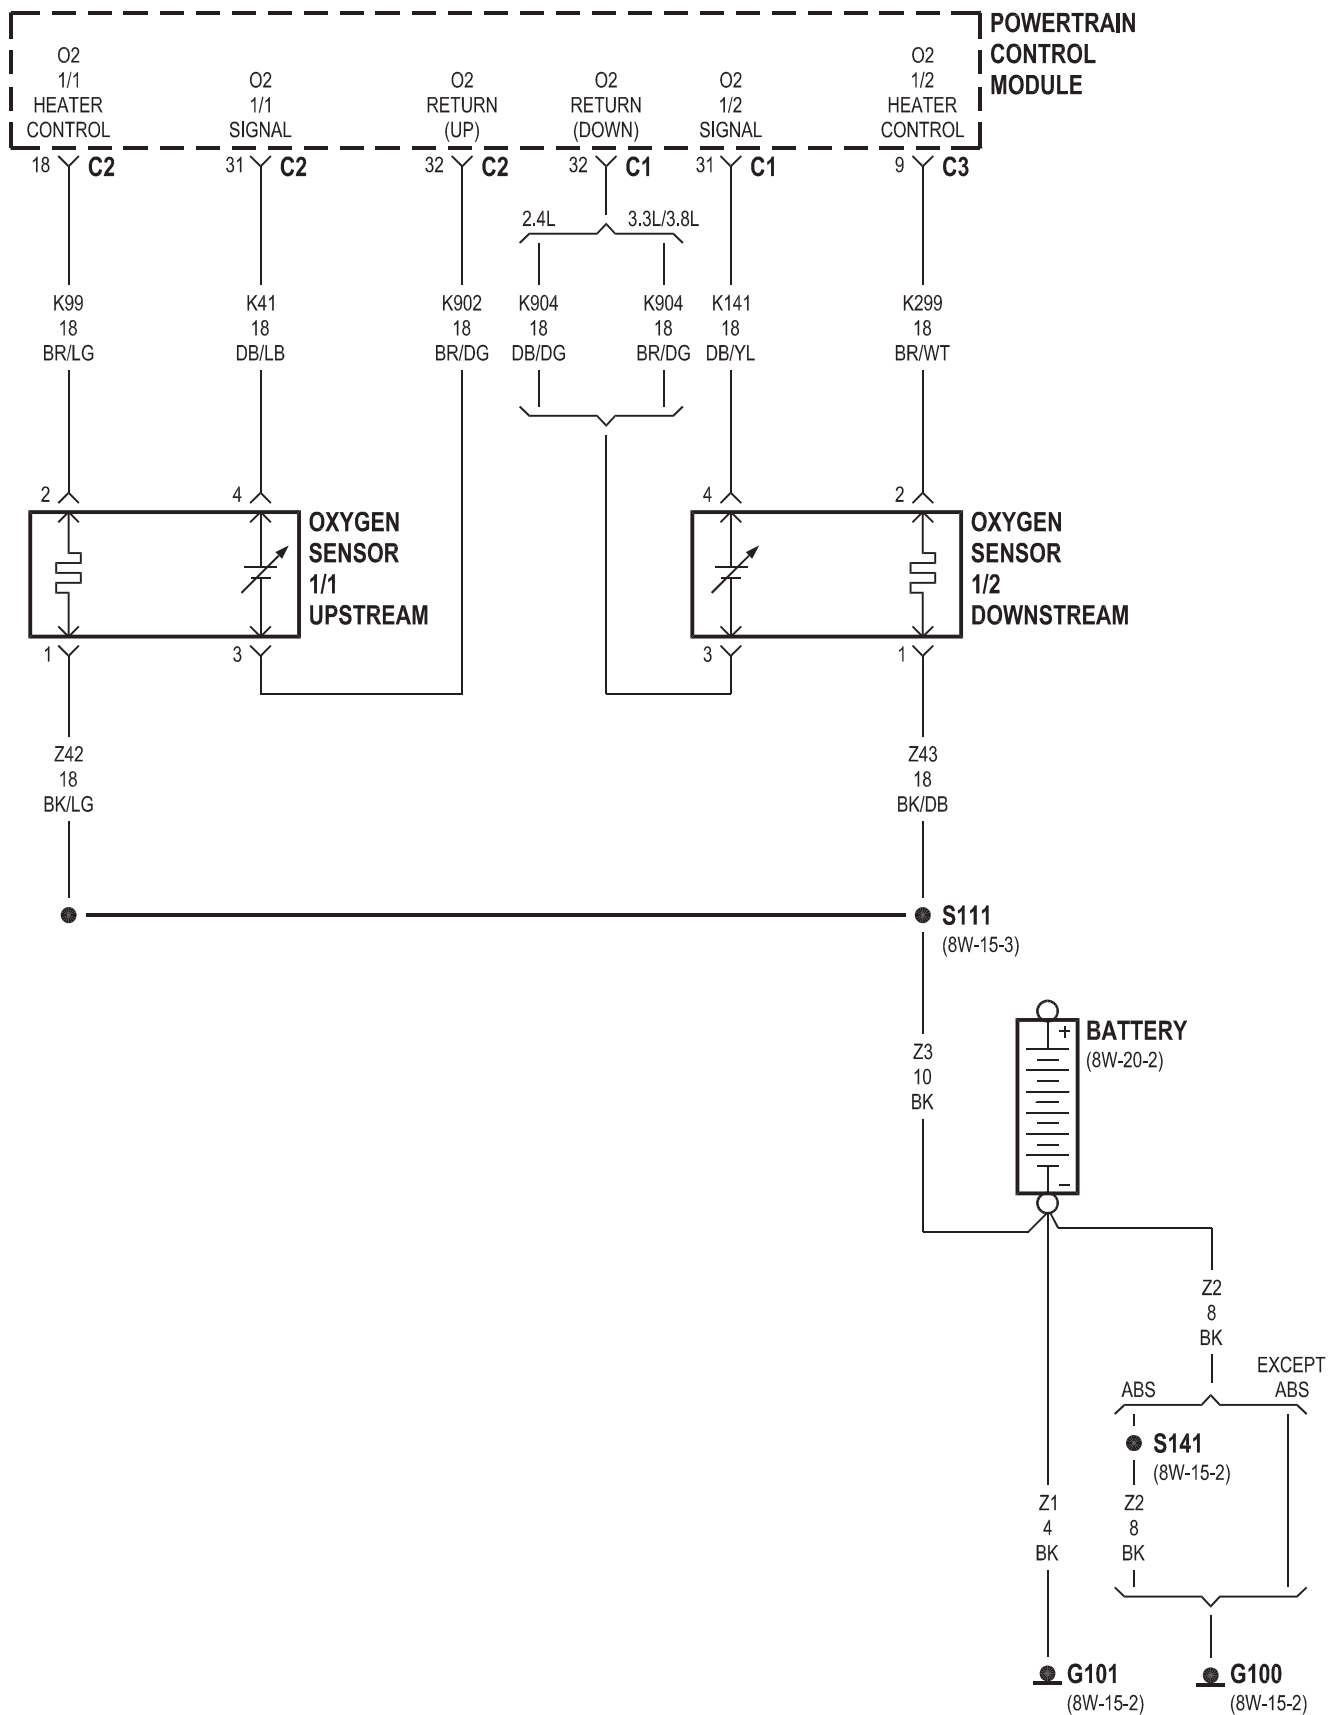 POWERTRAIN
CONTROL
MODULE
O2
1/1
HEATER
CONTROL
O2
1/1
SIGNAL
O2
RETURN
(UP)
O2
RETURN
(DOWN)
O2
1/2
SIGNAL
O2
1/2
HEATER
CONTROL
18 C2
31 C2
32 C2
32 C1
31 C1
9 C3
2.4L
3.3L/3.8L
K99
18
BR/LG
K41
18
DB/LB
K902
18
BR/DG
K904
18
DB/DG
K904
18
BR/DG
K141
18
DB/YL
K299
18
BR/WT
2
4
4
2
OXYGEN
SENSOR
1/1
UPSTREAM
OXYGEN
SENSOR
1/2
DOWNSTREAM
1
3
3
1
Z42
18
BK/LG
Z43
18
BK/DB
S111
(8W-15-3)
Z3
10
BK
+
BATTERY
(8W-20-2)
–
Z2
8
BK
ABS
EXCEPT
ABS
S141
(8W-15-2)
Z1
4
BK
Z2
8
BK
G101
(8W-15-2)
G100
(8W-15-2)